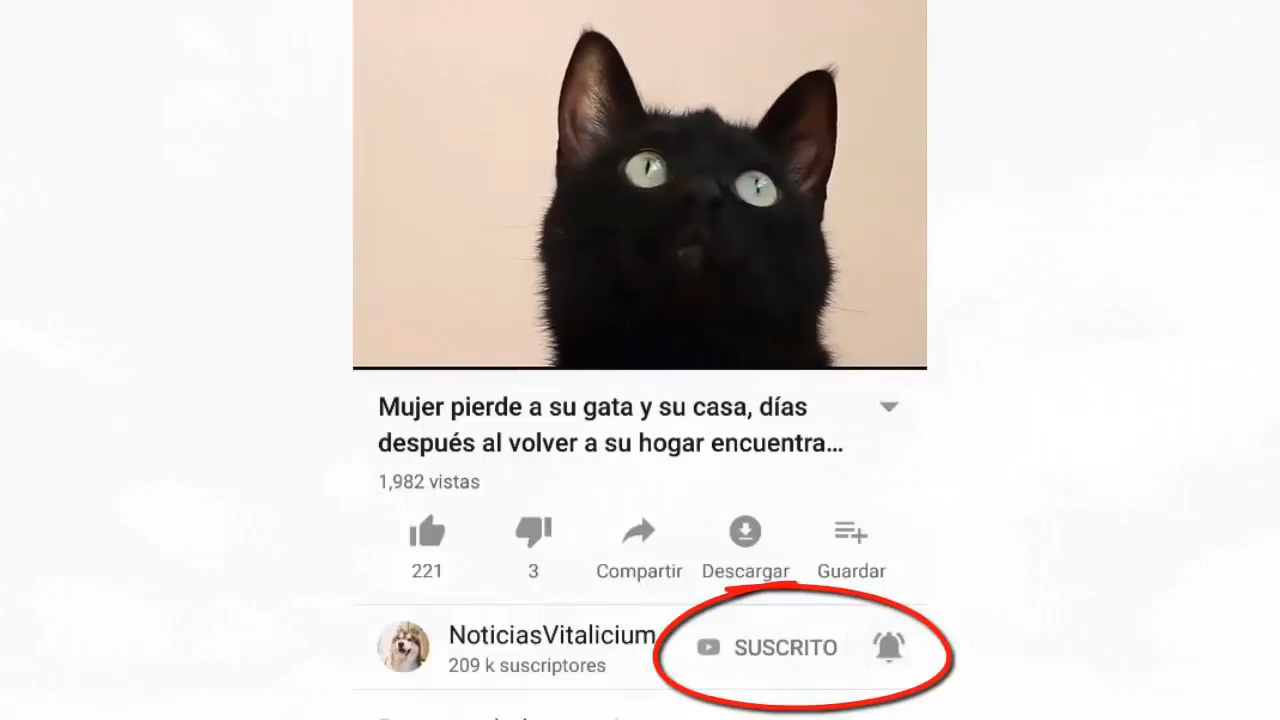 Mujer pierde a su gata y su casa, días
después al volver a su hogar encuentra...
1,982 vistas
221
3
Compartir
Descargar
Guardar
NoticiasVitalicium
SUSCRITO
209 k suscriptores